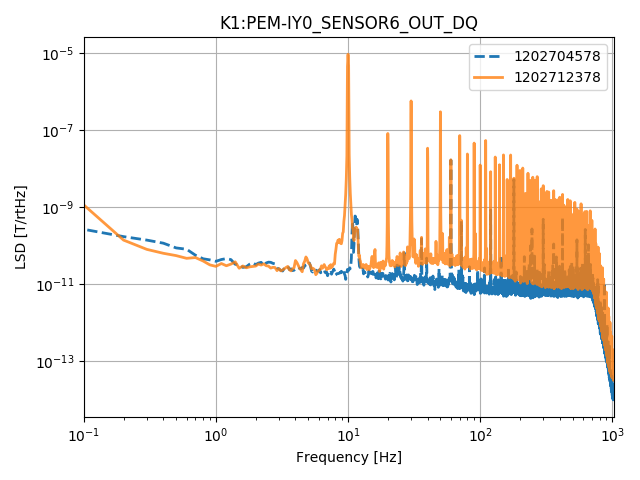 K1:PEM-IY0_SENSOR6_OUT_DQ
1202704578
1202712378
LSD [T/rtHz]
10⁻⁵
10⁻⁷
10⁻⁹
10⁻¹¹
10⁻¹³
10⁻¹ 10⁰ 10¹ 10² 10³
Frequency [Hz]